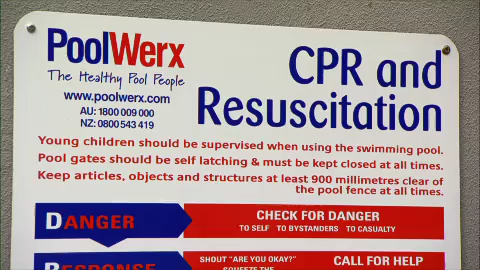 PoolWerx
The Healthy Pool People
www.poolwerx.com
AU: 1800 009 000
NZ: 0800 543 419
CPR and
Resuscitation
Young children should be supervised when using the swimming pool.
Pool gates should be self latching & must be kept closed at all times.
Keep articles, objects and structures at least 900 millimetres clear of
the pool fence at all times.
DANGER
CHECK FOR DANGER
TO SELF TO BYSTANDERS TO CASUALTY
RESPONSE
SHOUT "ARE YOU OKAY?"
SQUEEZE THE
CALL FOR HELP